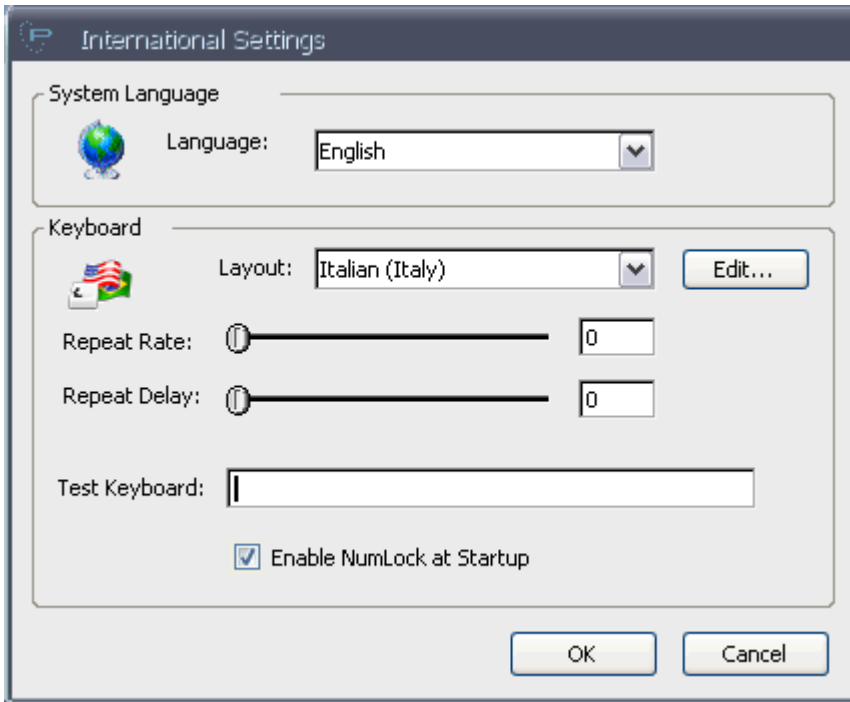 International Settings
System Language
Language: English
Keyboard
Layout: Italian (Italy) Edit...
Repeat Rate: 0
Repeat Delay: 0
Test Keyboard:
Enable NumLock at Startup
OK Cancel